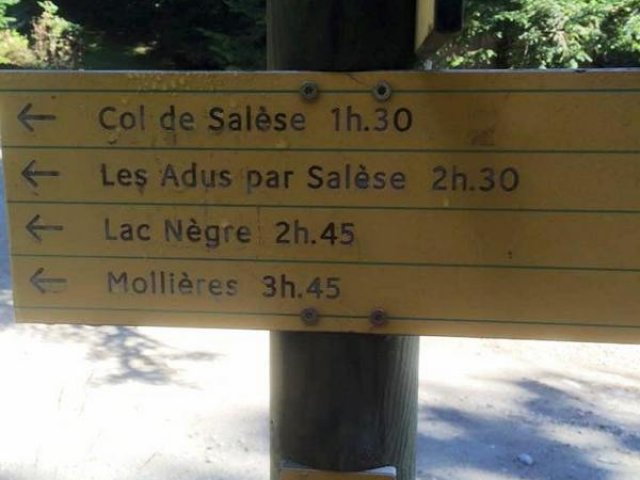 ← Col de Salèse 1h.30
← Les Adus par Salèse 2h.30
← Lac Nègre 2h.45
← Mollières 3h.45